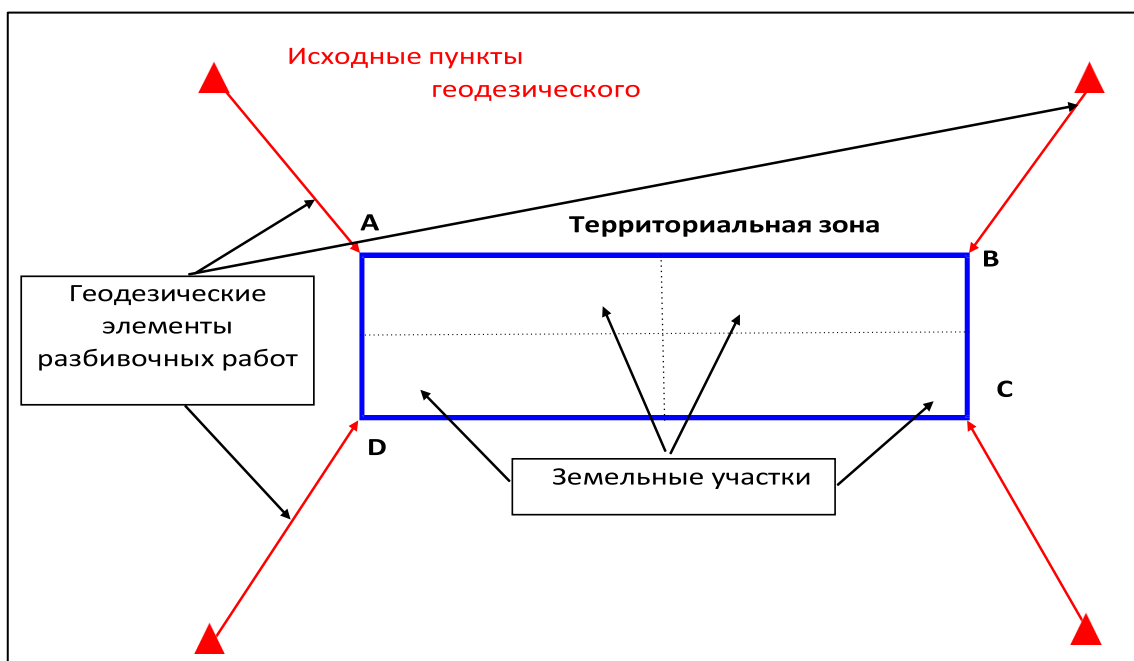 Исходные пункты
геодезического
A
Территориальная зона
B
Геодезические
элементы
разбивочных работ
C
D
Земельные участки